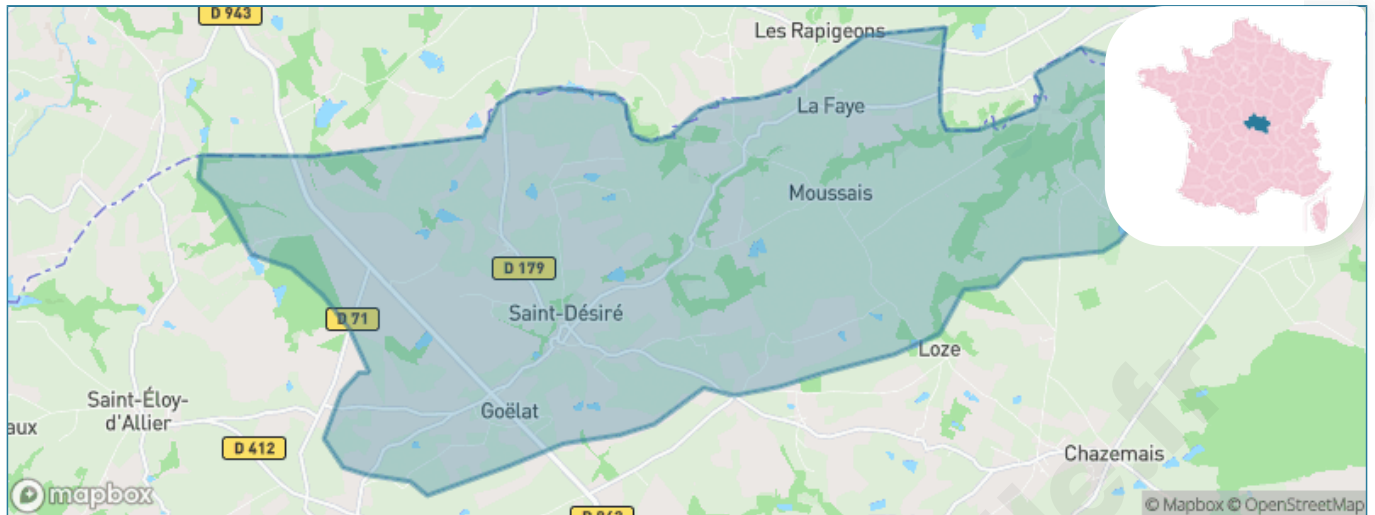 D 943
Les Rapigeons
La Faye
Moussais
D 179
Saint-Désiré
D 71
Loze
Saint-Éloy-
d'Allier
aux
Goëlat
D 412
Chazemais
mapbox
© Mapbox © OpenStreetMap